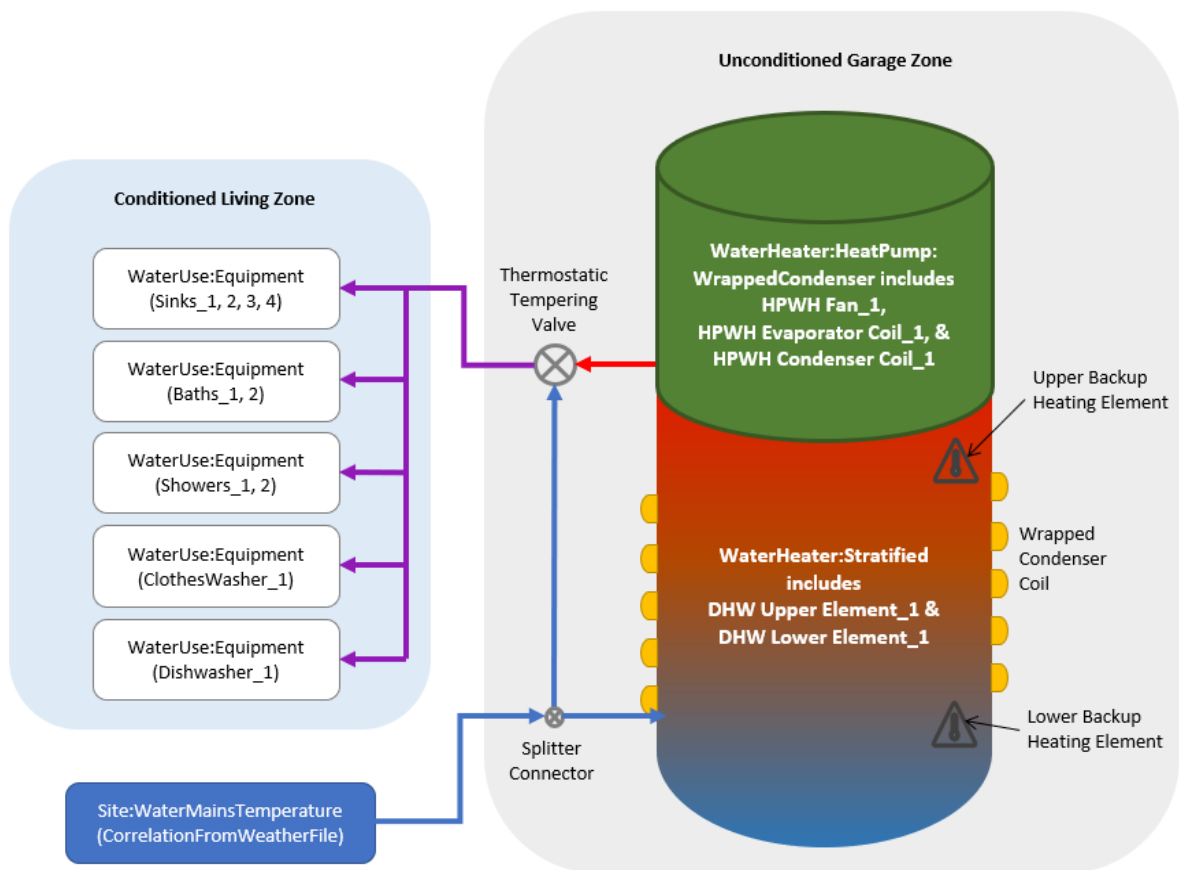 Unconditioned Garage Zone
Conditioned Living Zone
WaterUse:Equipment
(Sinks_1, 2, 3, 4)
WaterUse:Equipment
(Baths_1, 2)
WaterUse:Equipment
(Showers_1, 2)
WaterUse:Equipment
(ClothesWasher_1)
WaterUse:Equipment
(Dishwasher_1)
Site:WaterMainsTemperature
(CorrelationFromWeatherFile)
Thermostatic
Tempering
Valve
Splitter
Connector
WaterHeater:HeatPump:
WrappedCondenser includes
HPWH Fan_1,
HPWH Evaporator Coil_1, &
HPWH Condenser Coil_1
WaterHeater:Stratified
includes
DHW Upper Element_1 &
DHW Lower Element_1
Upper Backup
Heating Element
Wrapped
Condenser
Coil
Lower Backup
Heating Element